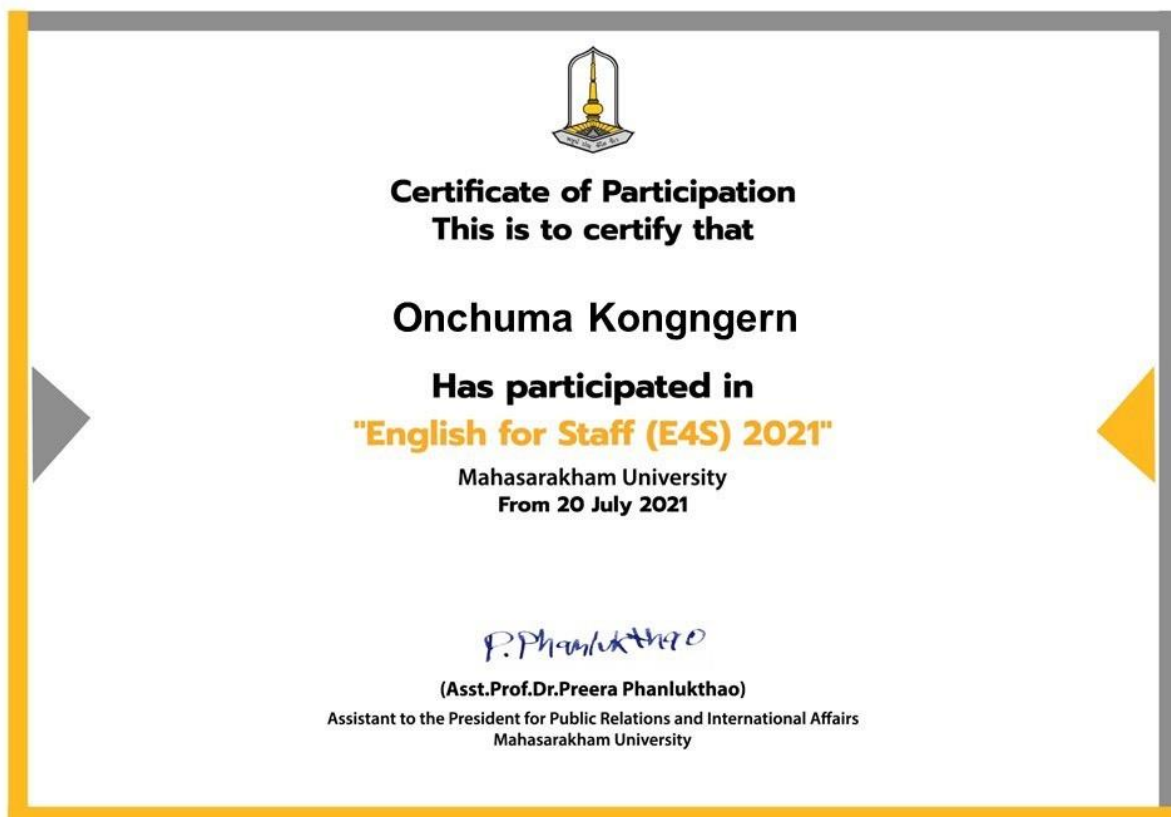 Certificate of Participation
This is to certify that
Onchuma Kongngern
Has participated in
"English for Staff (E4S) 2021"
Mahasarakham University
From 20 July 2021
P.Phanlukthao
(Asst.Prof.Dr.Preera Phanlukthao)
Assistant to the President for Public Relations and International Affairs
Mahasarakham University